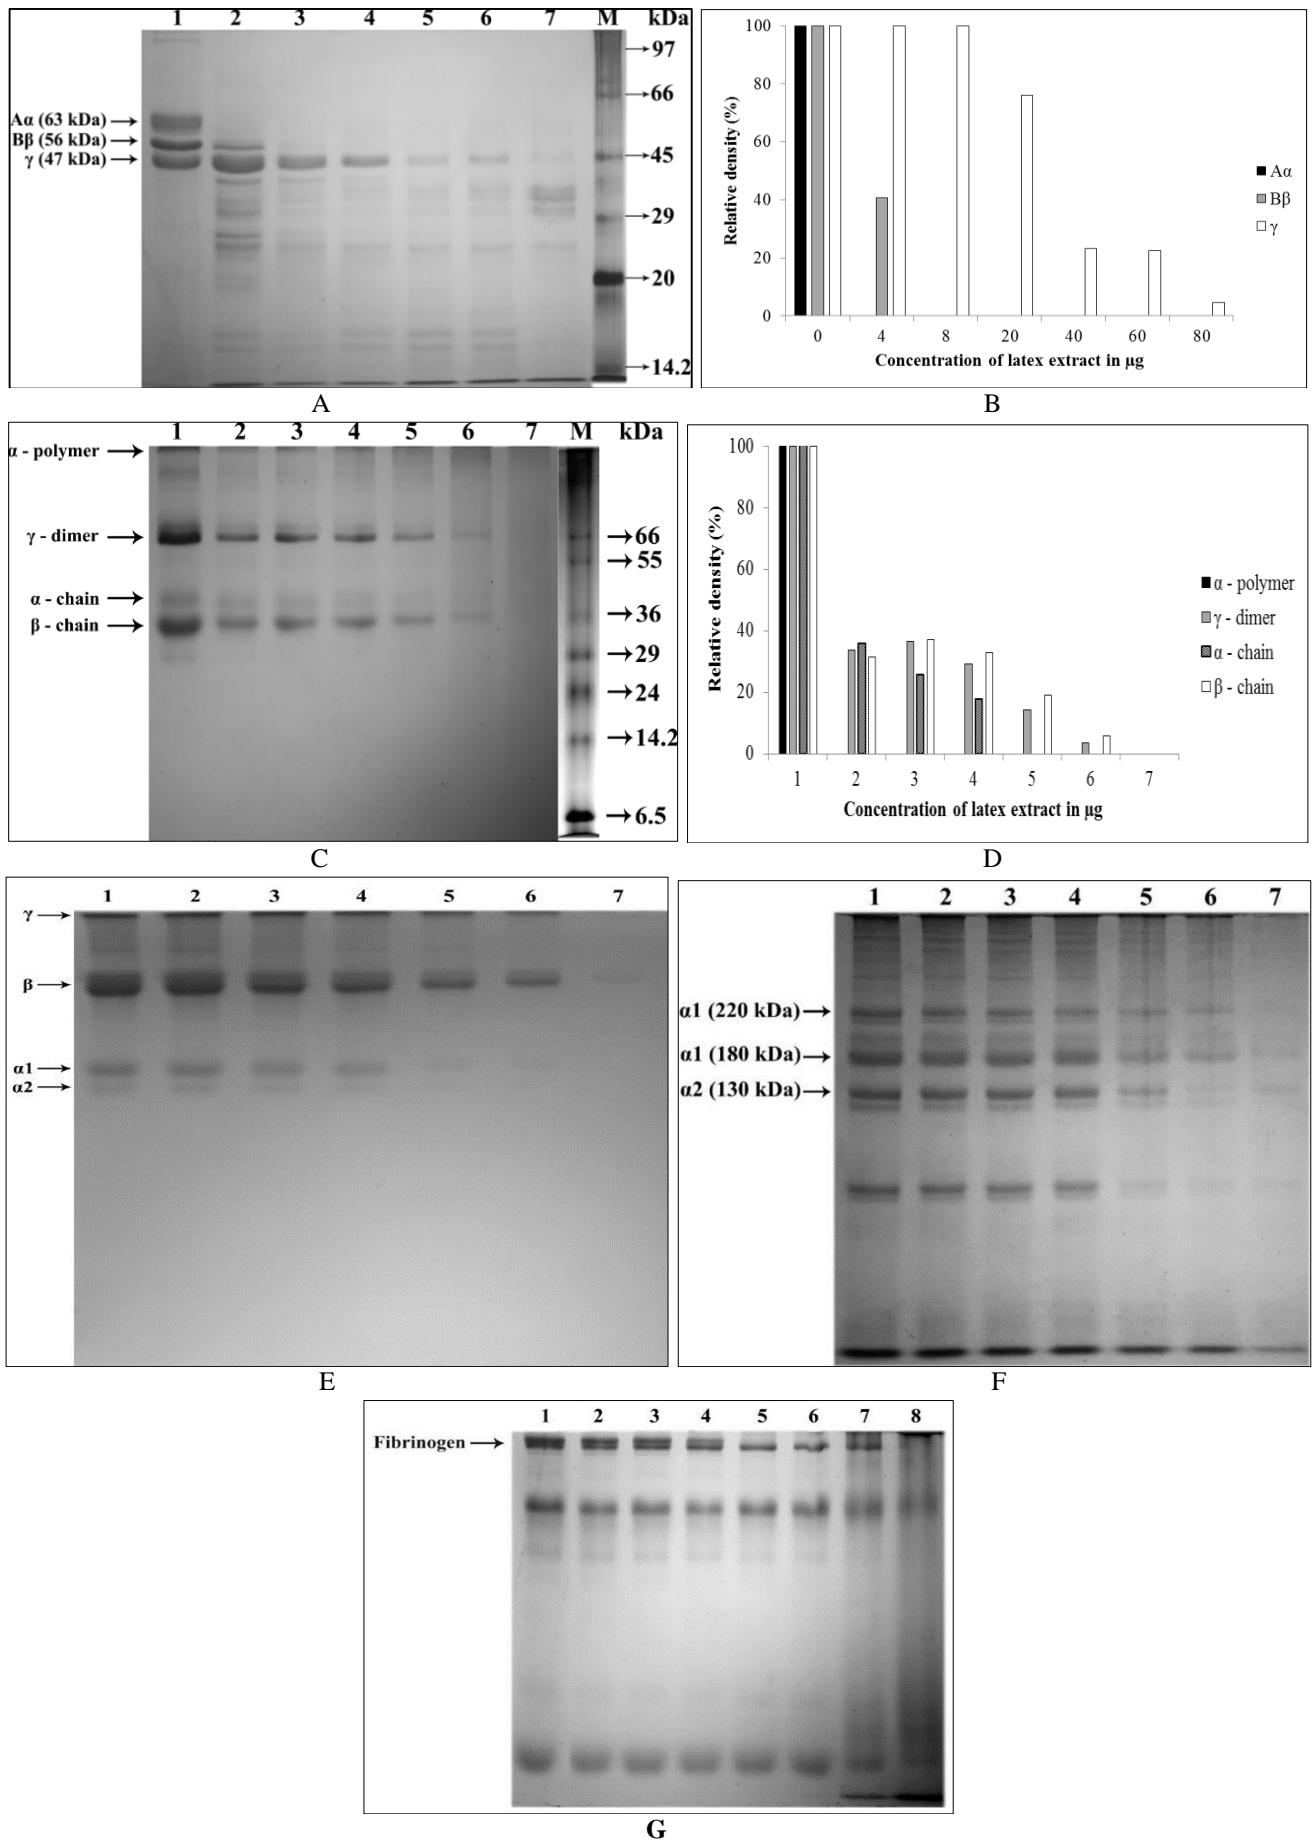 1 2 3 4 5 6 7 M kDa
97
66
Aα (63 kDa)
Bβ (56 kDa)
γ (47 kDa)
45
29
20
14.2
A
100
80
60
40
20
0
Relative density (%)
0 4 8 20 40 60 80
Concentration of latex extract in µg
Aα
Bβ
γ
B
1 2 3 4 5 6 7 M kDa
α - polymer
γ - dimer
α - chain
β - chain
66
55
36
29
24
14.2
6.5
C
100
80
60
40
20
0
Relative density (%)
1 2 3 4 5 6 7
Concentration of latex extract in µg
α - polymer
γ - dimer
α - chain
β - chain
D
1 2 3 4 5 6 7
γ
β
α1
α2
E
1 2 3 4 5 6 7
α1 (220 kDa)
α1 (180 kDa)
α2 (130 kDa)
F
1 2 3 4 5 6 7 8
Fibrinogen
G